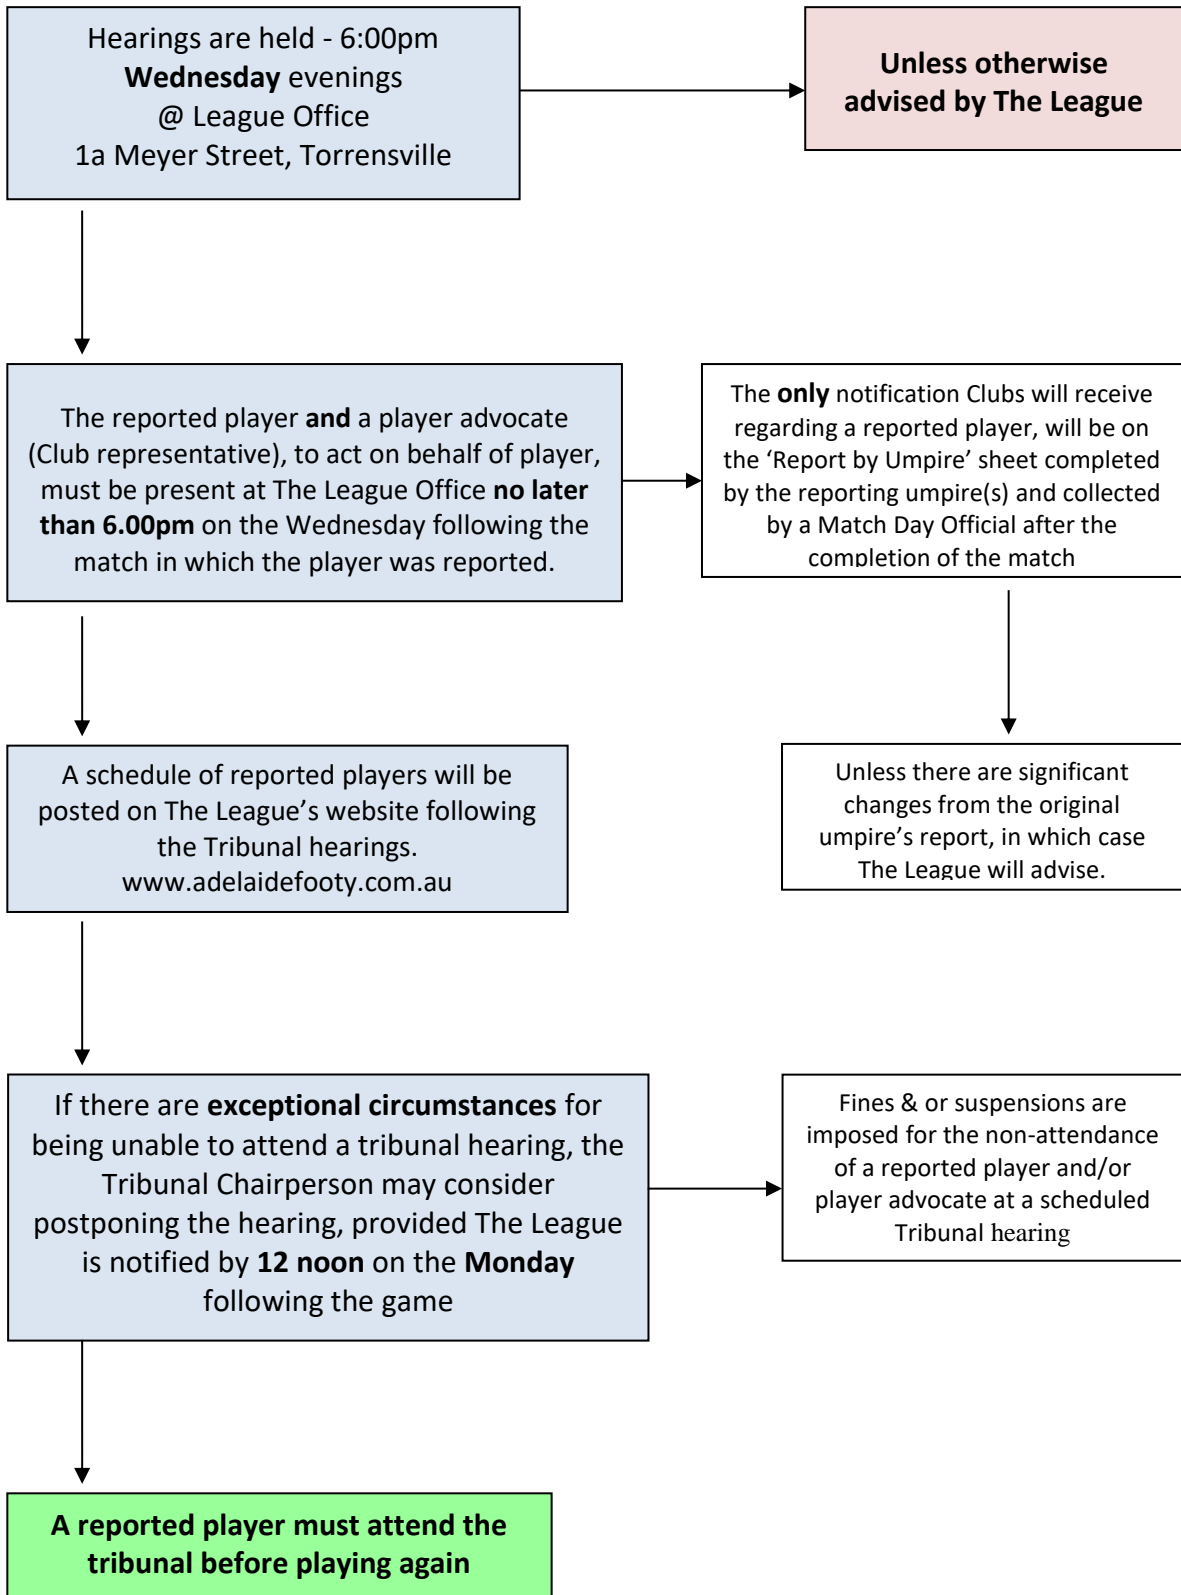 Hearings are held - 6:00pm
Wednesday evenings
@ League Office
1a Meyer Street, Torrensville
Unless otherwise
advised by The League
The reported player and a player advocate
(Club representative), to act on behalf of player,
must be present at The League Office no later
than 6.00pm on the Wednesday following the
match in which the player was reported.
The only notification Clubs will receive
regarding a reported player, will be on
the ‘Report by Umpire’ sheet completed
by the reporting umpire(s) and collected
by a Match Day Official after the
completion of the match
A schedule of reported players will be
posted on The League’s website following
the Tribunal hearings.
www.adelaidefooty.com.au
Unless there are significant
changes from the original
umpire’s report, in which case
The League will advise.
If there are exceptional circumstances for
being unable to attend a tribunal hearing, the
Tribunal Chairperson may consider
postponing the hearing, provided The League
is notified by 12 noon on the Monday
following the game
Fines & or suspensions are
imposed for the non-attendance
of a reported player and/or
player advocate at a scheduled
Tribunal hearing
A reported player must attend the
tribunal before playing again